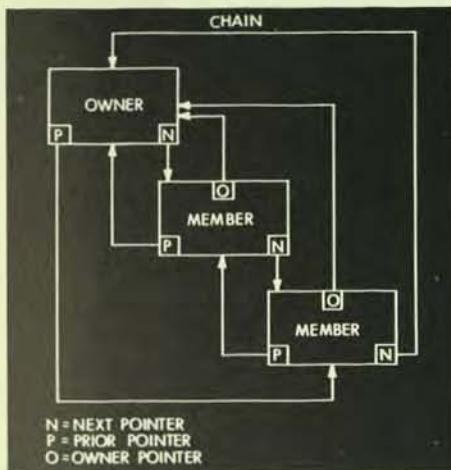 CHAIN
OWNER
P N
O
MEMBER
P N
O
MEMBER
P N
N = NEXT POINTER
P = PRIOR POINTER
O = OWNER POINTER